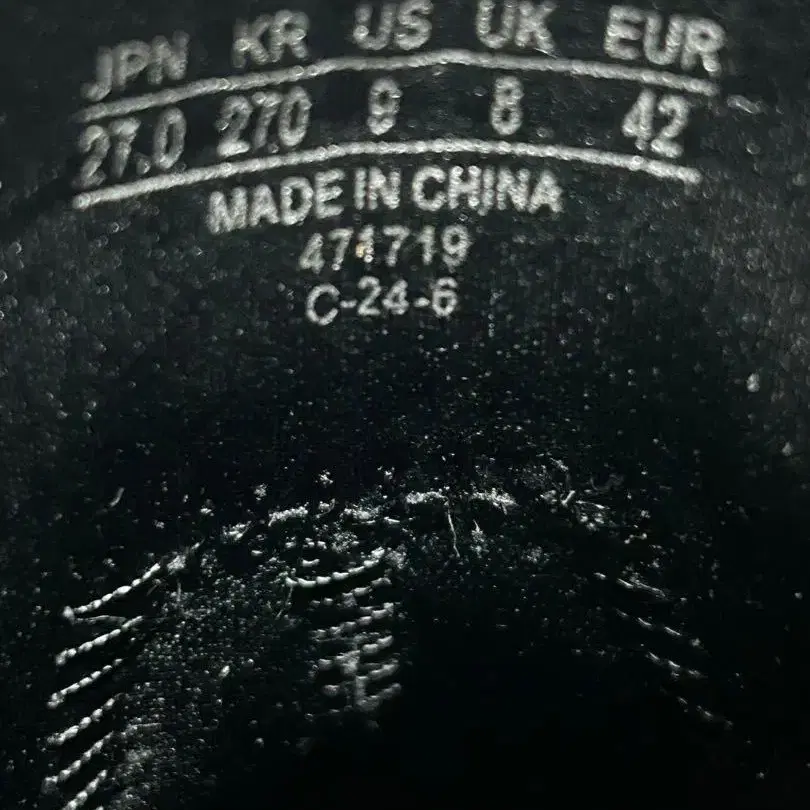 JPN KR US UK EUR
27.0 270 9 8 42
MADE IN CHINA
471719
C-24-6